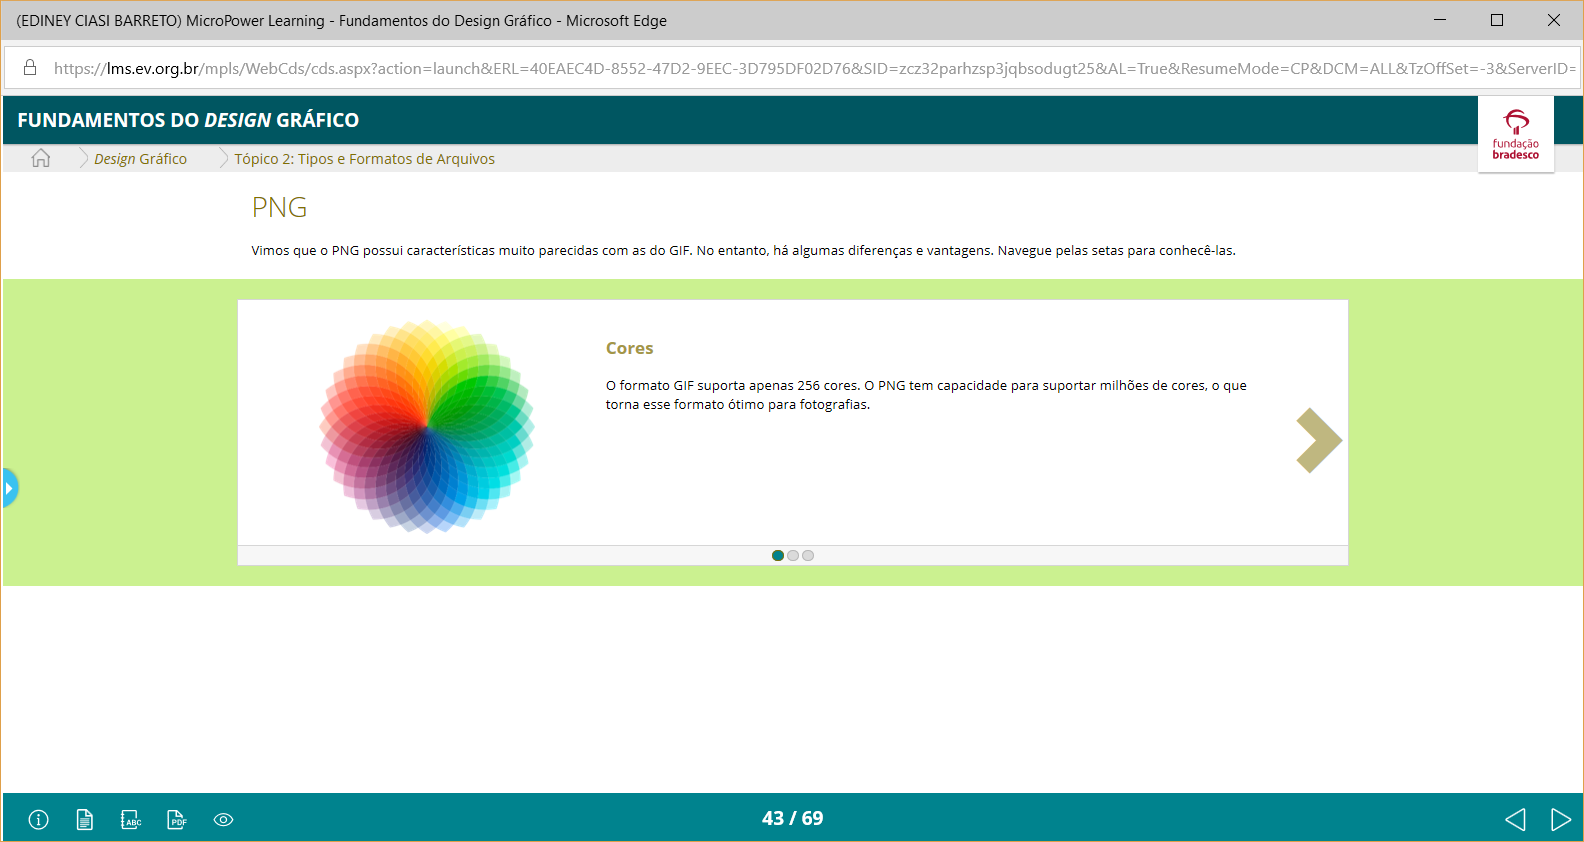 (EDINEY CIASI BARRETO) MicroPower Learning - Fundamentos do Design Gráfico - Microsoft Edge
https://lms.ev.org.br/mpls/WebCds/cds.aspx?action=launch&ERL=40EAEC4D-8552-47D2-9EEC-3D795DF02D76&SID=zcz32parhzsp3jqbsodugt25&AL=True&ResumeMode=CP&DCM=ALL&TzOffSet=-3&ServerID=
FUNDAMENTOS DO DESIGN GRÁFICO
fundação
bradesco
Design Gráfico
Tópico 2: Tipos e Formatos de Arquivos
PNG
Vimos que o PNG possui características muito parecidas com as do GIF. No entanto, há algumas diferenças e vantagens. Navegue pelas setas para conhecê-las.
Cores
O formato GIF suporta apenas 256 cores. O PNG tem capacidade para suportar milhões de cores, o que
torna esse formato ótimo para fotografias.
ABC
PDF
43 / 69